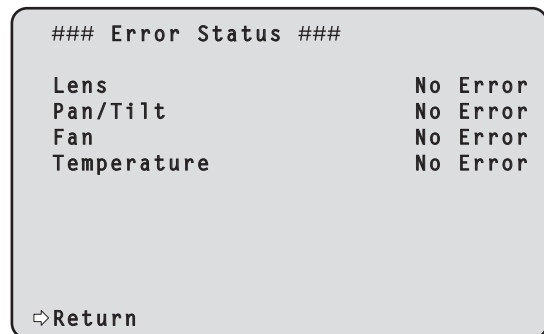 ### Error Status ###
Lens No Error
Pan/Tilt No Error
Fan No Error
Temperature No Error
⇨Return